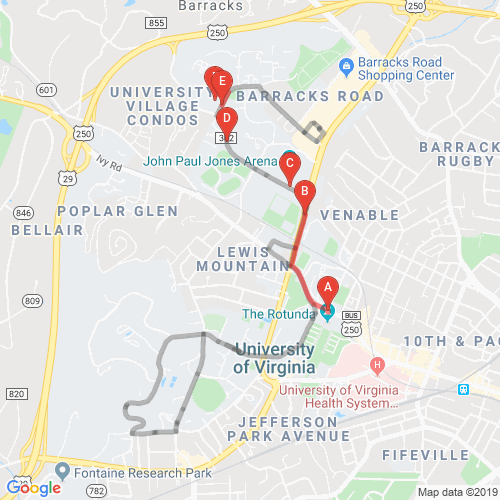 Barracks
250
UNIVERSITY
VILLAGE
CONDOS
E
BARRACKS ROAD
Barracks Road
Shopping Center
601
250
D
302
Ivy Rd
John Paul Jones Arena
C
BARRACK
RUGBY
29
B
846
POPLAR GLEN
BELLAIR
VENABLE
LEWIS
MOUNTAIN
809
A
The Rotunda
BUS
250
10TH & PAG
University
of Virginia
H
University of Virginia
Health System...
820
JEFFERSON
PARK AVENUE
FIFEVILLE
Fontaine Research Park
782
Google
Map data ©2019